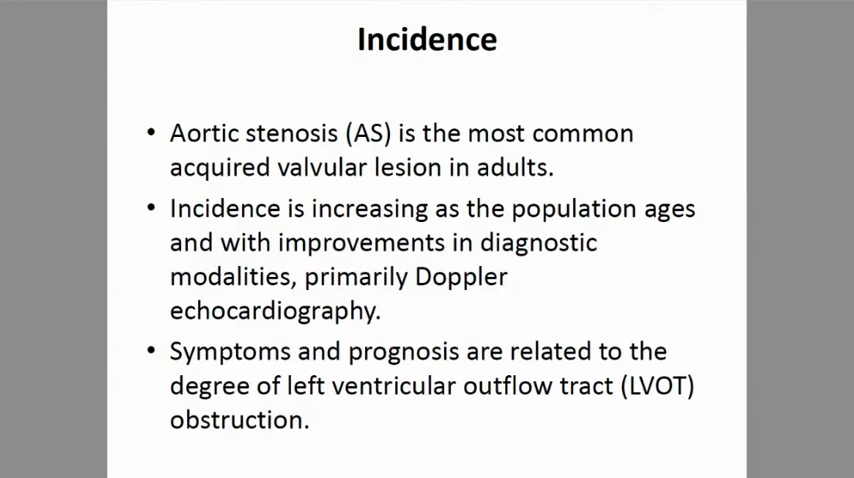 Incidence
• Aortic stenosis (AS) is the most common
acquired valvular lesion in adults.
• Incidence is increasing as the population ages
and with improvements in diagnostic
modalities, primarily Doppler
echocardiography.
• Symptoms and prognosis are related to the
degree of left ventricular outflow tract (LVOT)
obstruction.